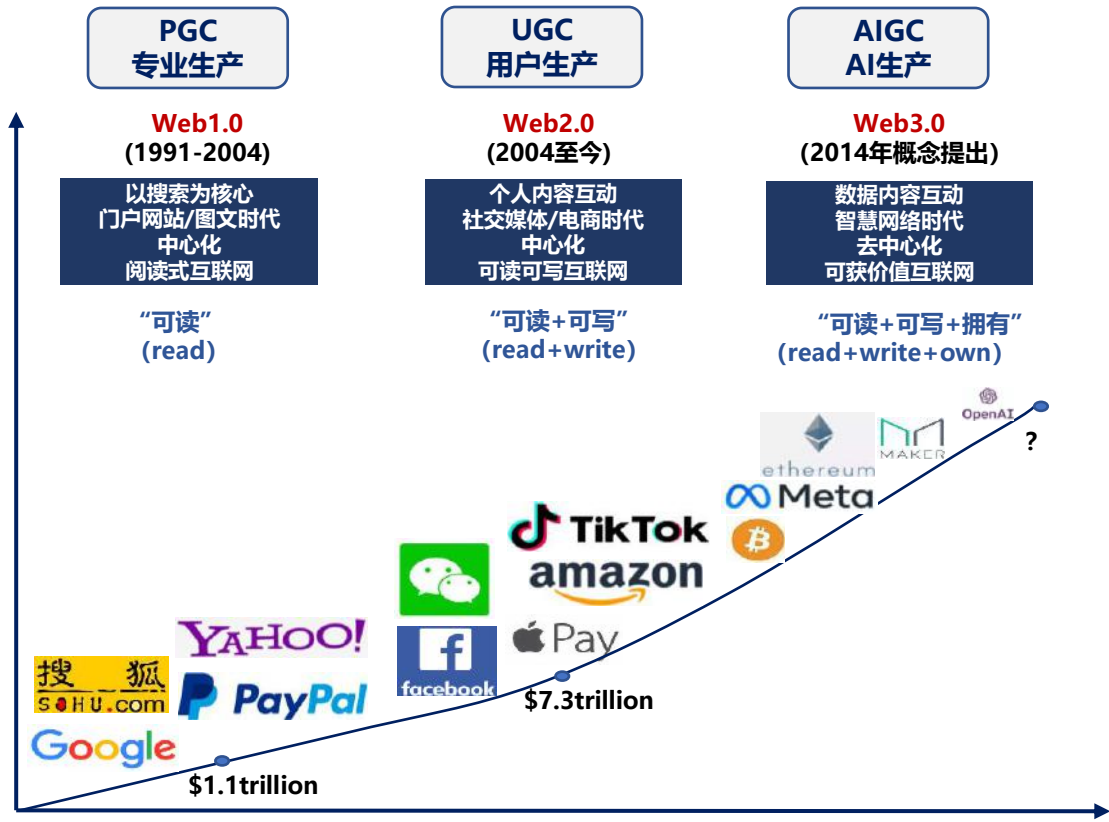 PGC
专业生产
UGC
用户生产
AIGC
AI生产
Web1.0
(1991-2004)
Web2.0
(2004至今)
Web3.0
(2014年概念提出)
以搜索为核心
门户网站/图文时代
中心化
阅读式互联网
个人内容互动
社交媒体/电商时代
中心化
可读可写互联网
数据内容互动
智慧网络时代
去中心化
可获价值互联网
“可读”
(read)
“可读+可写”
(read+write)
“可读+可写+拥有”
(read+write+own)
OpenAI
?
ethereum
MAKER
Meta
TikTok
amazon
Pay
facebook
$7.3trillion
YAHOO!
搜狐
SOHU.com
PayPal
Google
$1.1trillion